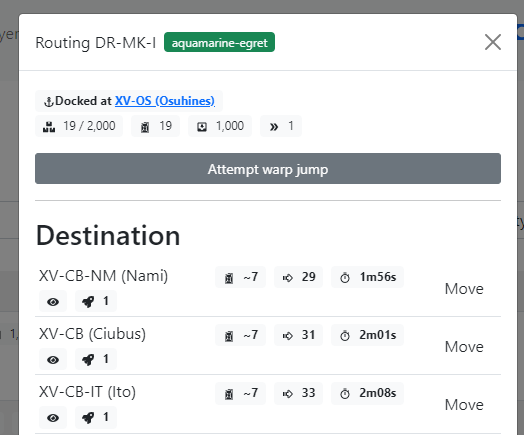 Routing DR-MK-I aquamarine-egret
Docked at XV-OS (Osuhines)
19 / 2,000 19 1,000 1
Attempt warp jump
Destination
XV-CB-NM (Nami) ~7 29 1m56s
Move
1
XV-CB (Ciubus) ~7 31 2m01s
Move
1
XV-CB-IT (Ito) ~7 33 2m08s
Move
1